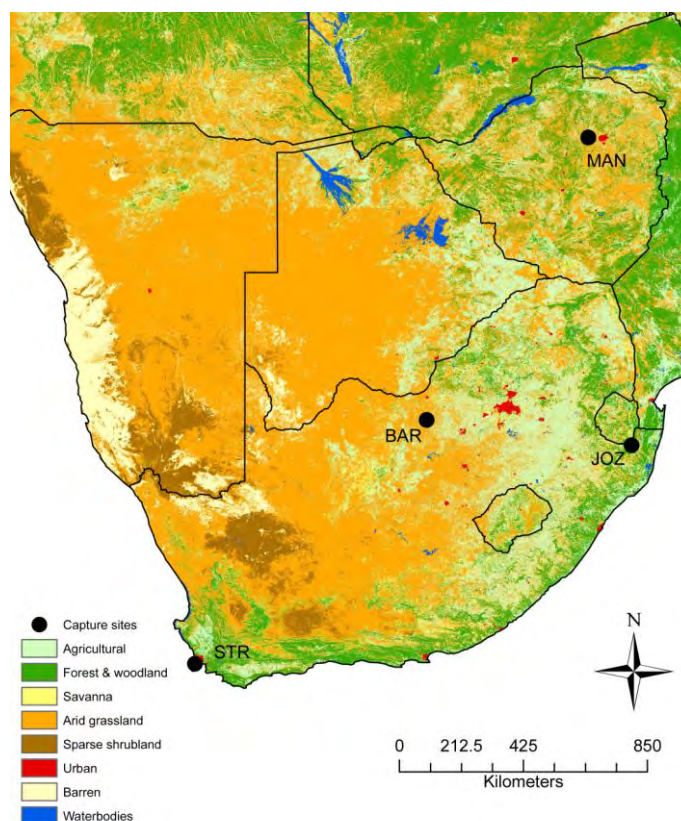 MAN
BAR
JOZ
STR
Capture sites
Agricultural
Forest & woodland
Savanna
Arid grassland
Sparse shrubland
Urban
Barren
Waterbodies
N
0 212.5 425 850
Kilometers